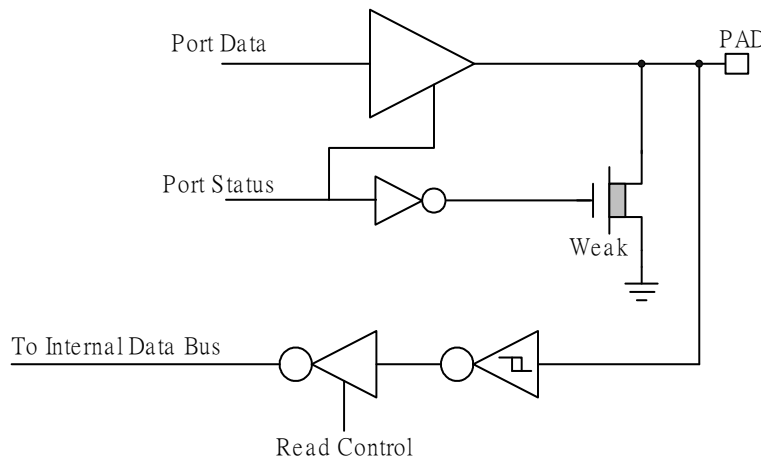 Port Data
PAD
Port Status
Weak
To Internal Data Bus
Read Control